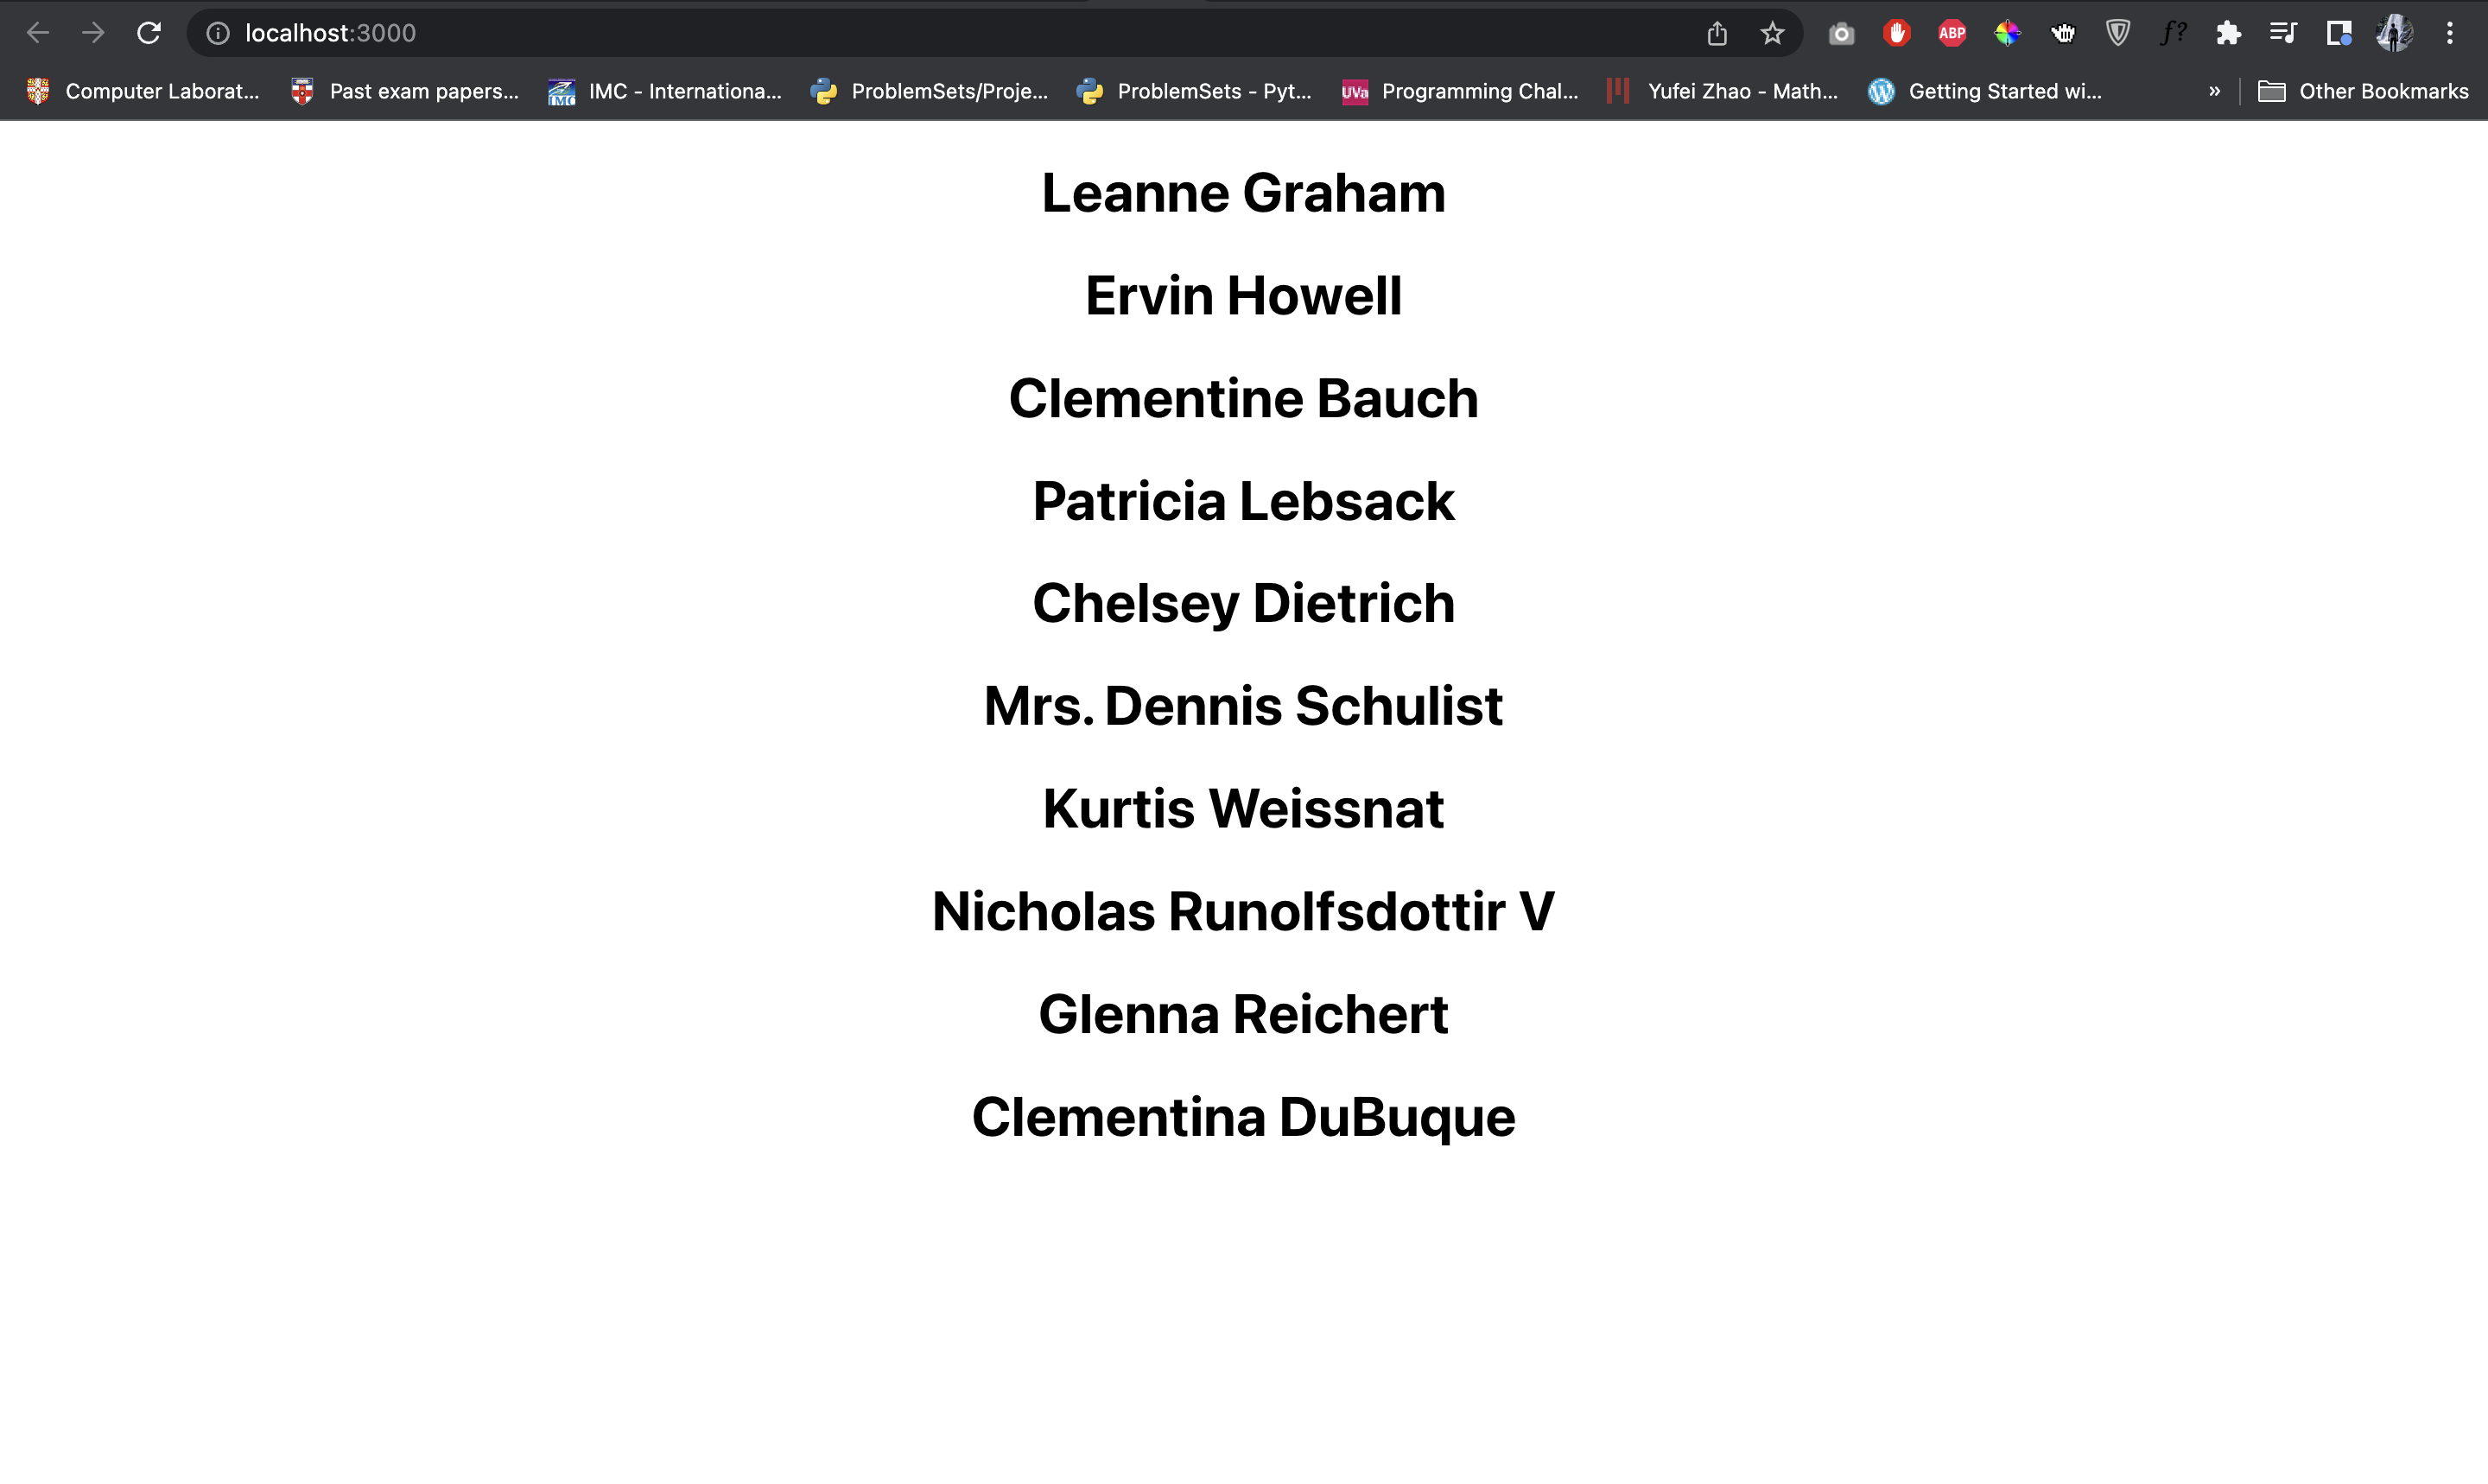 localhost:3000
ABP
f?
Computer Laborat...
Past exam papers...
IMC
IMC - Internationa...
ProblemSets/Proje...
ProblemSets - Pyt...
UVa
Programming Chal...
Yufei Zhao - Math...
Getting Started wi...
»
Other Bookmarks
Leanne Graham
Ervin Howell
Clementine Bauch
Patricia Lebsack
Chelsey Dietrich
Mrs. Dennis Schulist
Kurtis Weissnat
Nicholas Runolfsdottir V
Glenna Reichert
Clementina DuBuque